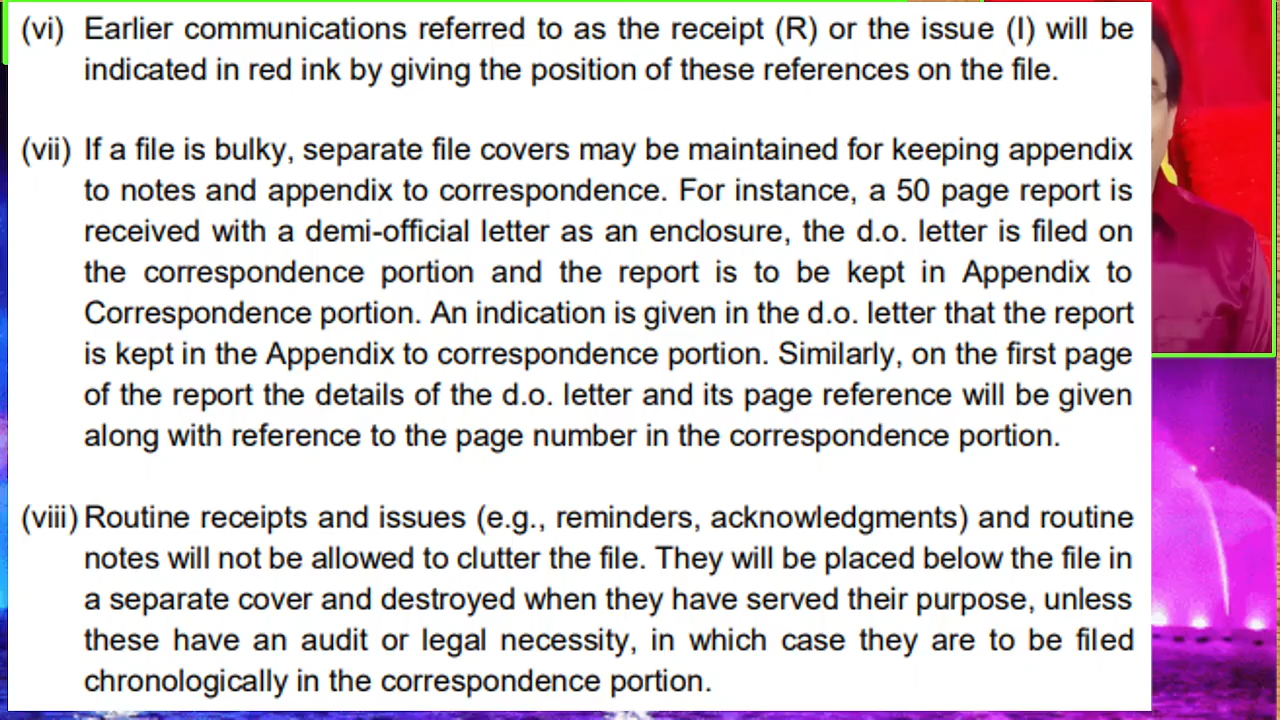 (vi) Earlier communications referred to as the receipt (R) or the issue (I) will be
indicated in red ink by giving the position of these references on the file.
(vii) If a file is bulky, separate file covers may be maintained for keeping appendix
to notes and appendix to correspondence. For instance, a 50 page report is
received with a demi-official letter as an enclosure, the d.o. letter is filed on
the correspondence portion and the report is to be kept in Appendix to
Correspondence portion. An indication is given in the d.o. letter that the report
is kept in the Appendix to correspondence portion. Similarly, on the first page
of the report the details of the d.o. letter and its page reference will be given
along with reference to the page number in the correspondence portion.
(viii) Routine receipts and issues (e.g., reminders, acknowledgments) and routine
notes will not be allowed to clutter the file. They will be placed below the file in
a separate cover and destroyed when they have served their purpose, unless
these have an audit or legal necessity, in which case they are to be filed
chronologically in the correspondence portion.